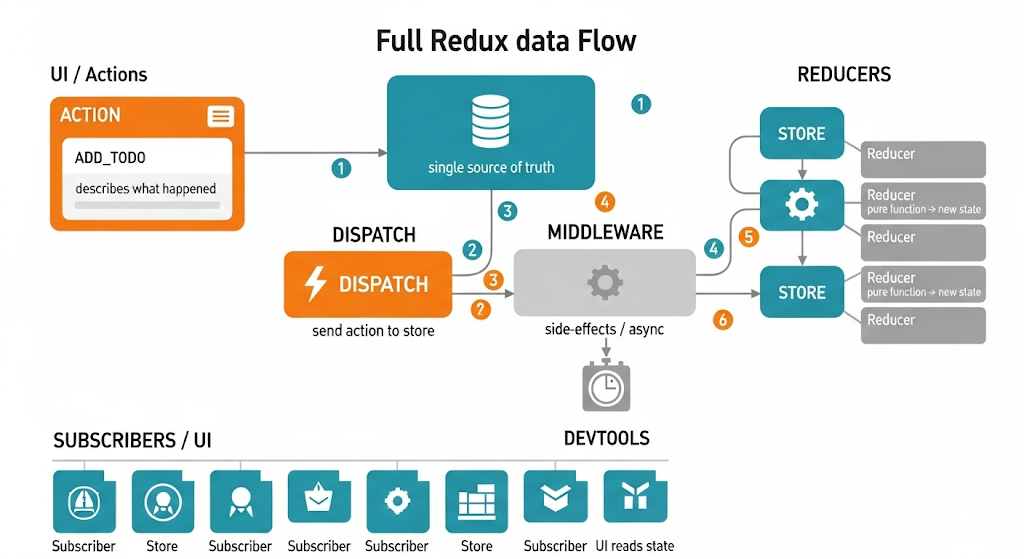 Full Redux data Flow
UI / Actions
ACTION
ADD_TODO
describes what happened
1
single source of truth
1
REDUCERS
STORE
Reducer
Reducer
pure function → new state
Reducer
STORE
Reducer
pure function → new state
Reducer
3
4
DISPATCH
2
DISPATCH
3
2
send action to store
MIDDLEWARE
4
5
6
side-effects / async
SUBSCRIBERS / UI
DEVTOOLS
Subscriber
Store
Subscriber
Subscriber
Subscriber
Store
Subscriber
UI reads state